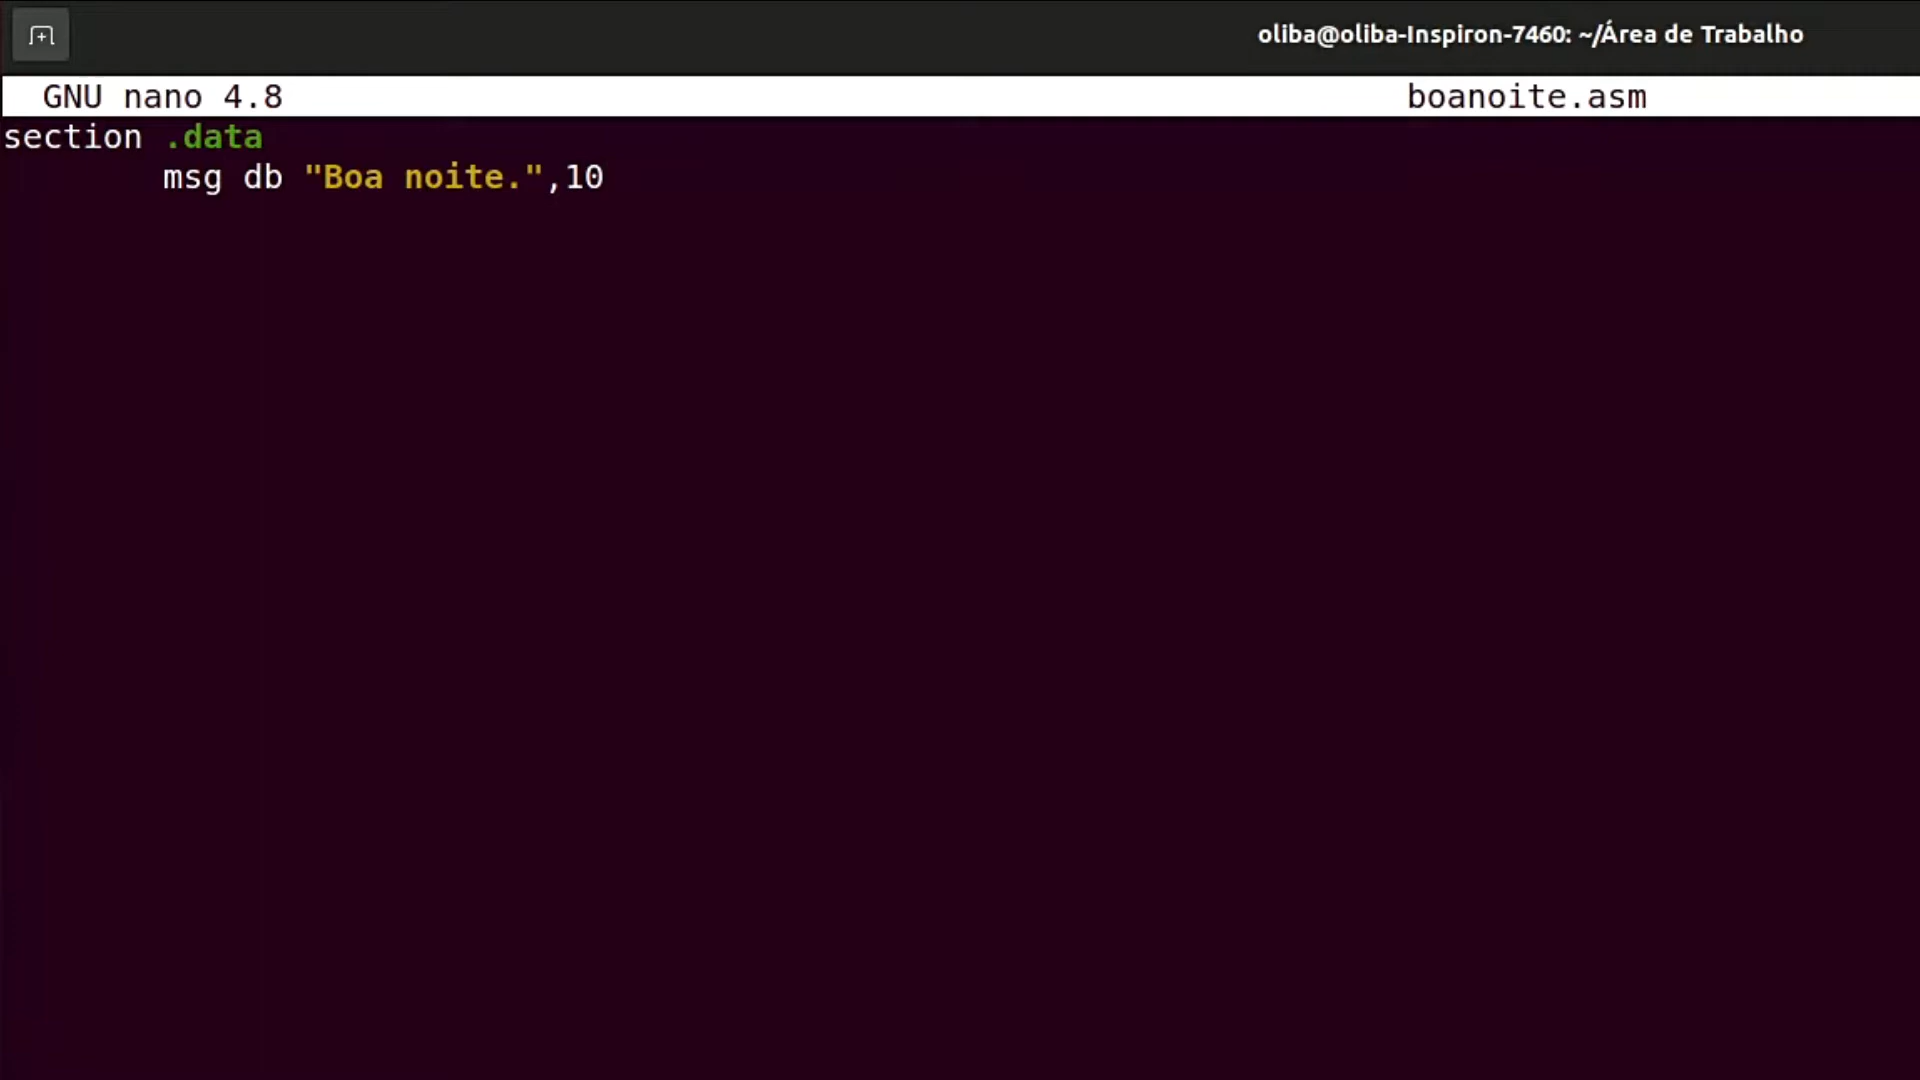 oliba@oliba-Inspiron-7460: ~/Área de Trabalho
GNU nano 4.8 boanoite.asm
section .data
msg db "Boa noite.",10